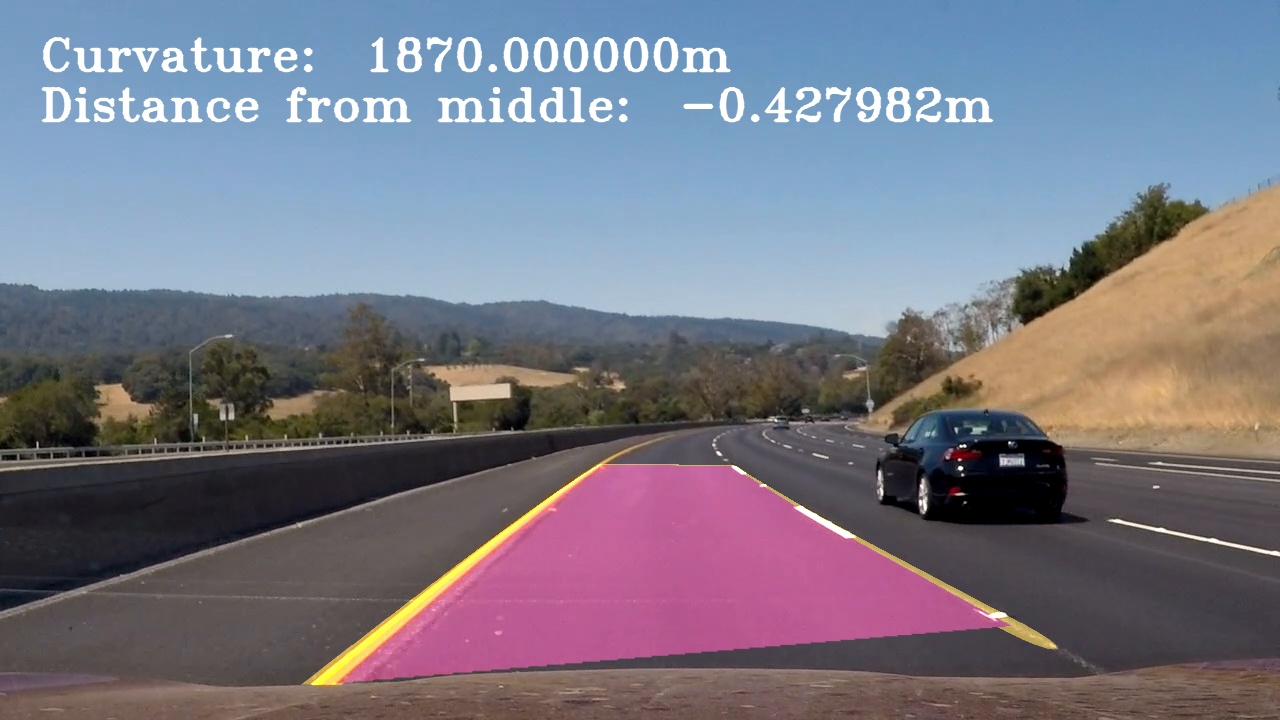 Curvature: 1870.000000m
Distance from middle: −0.427982m